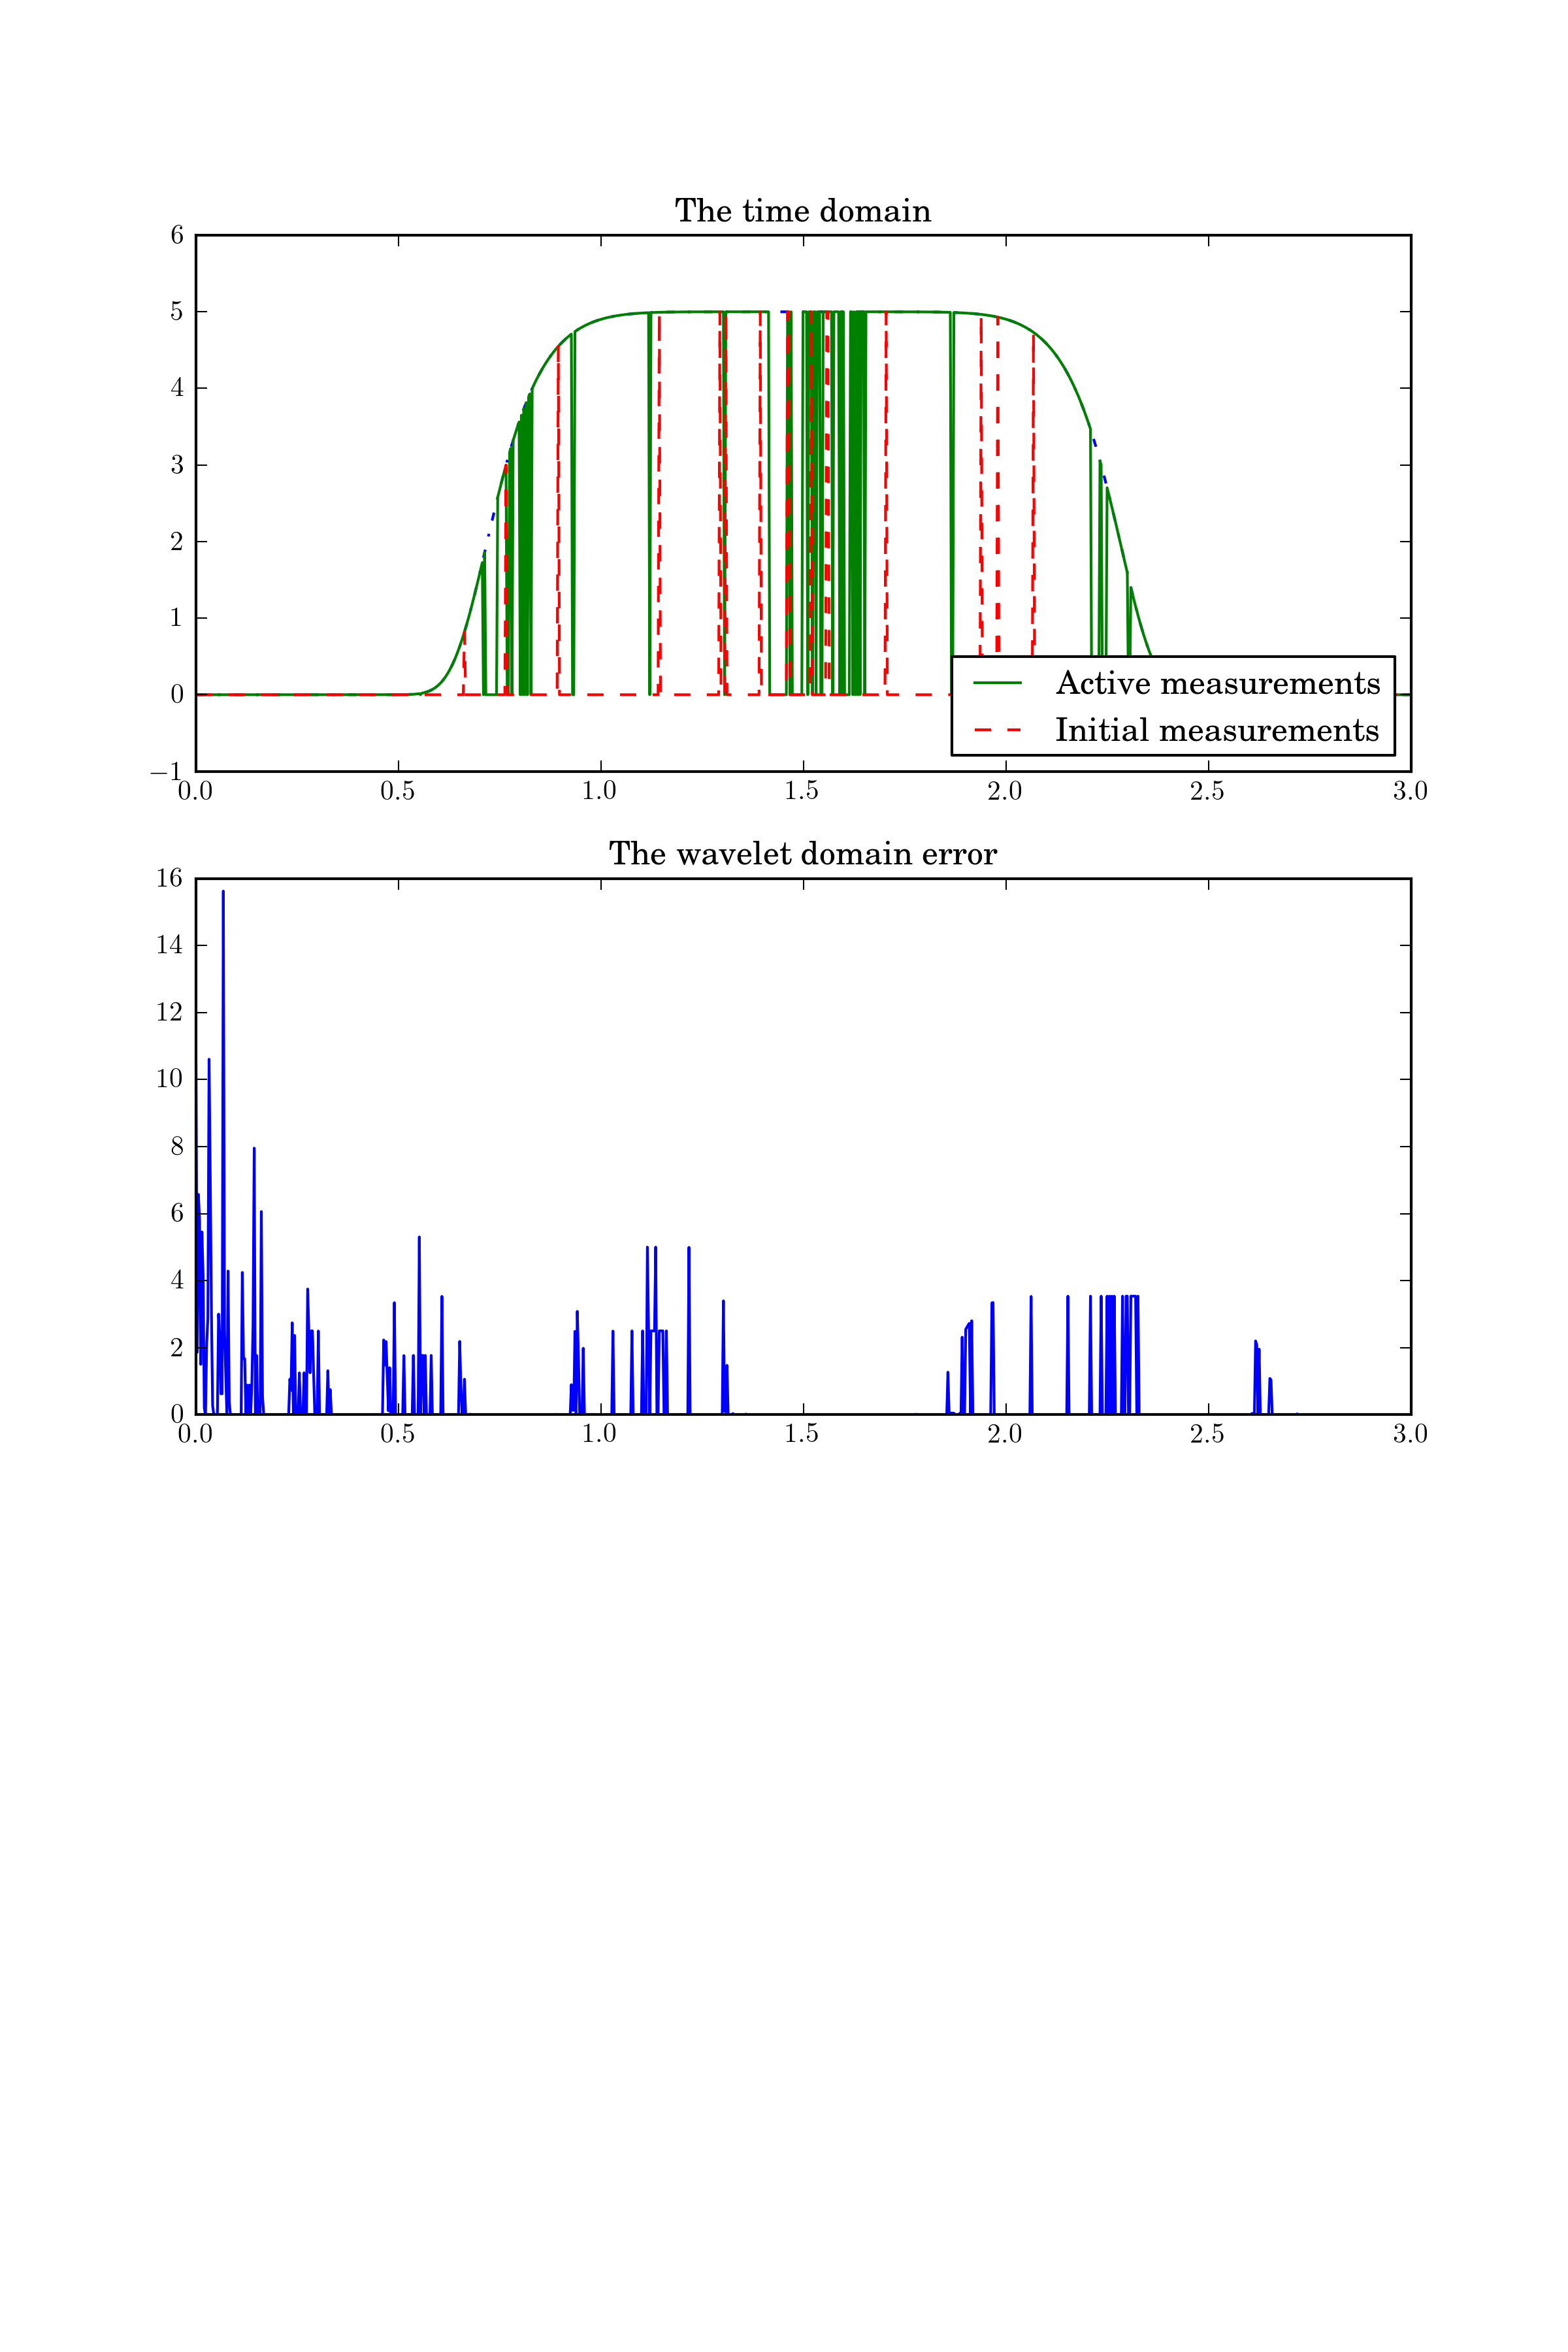 The time domain
6
5
4
3
2
1
0
−1
0.0 0.5 1.0 1.5 2.0 2.5 3.0
Active measurements
Initial measurements
The wavelet domain error
16
14
12
10
8
6
4
2
0
0.0 0.5 1.0 1.5 2.0 2.5 3.0